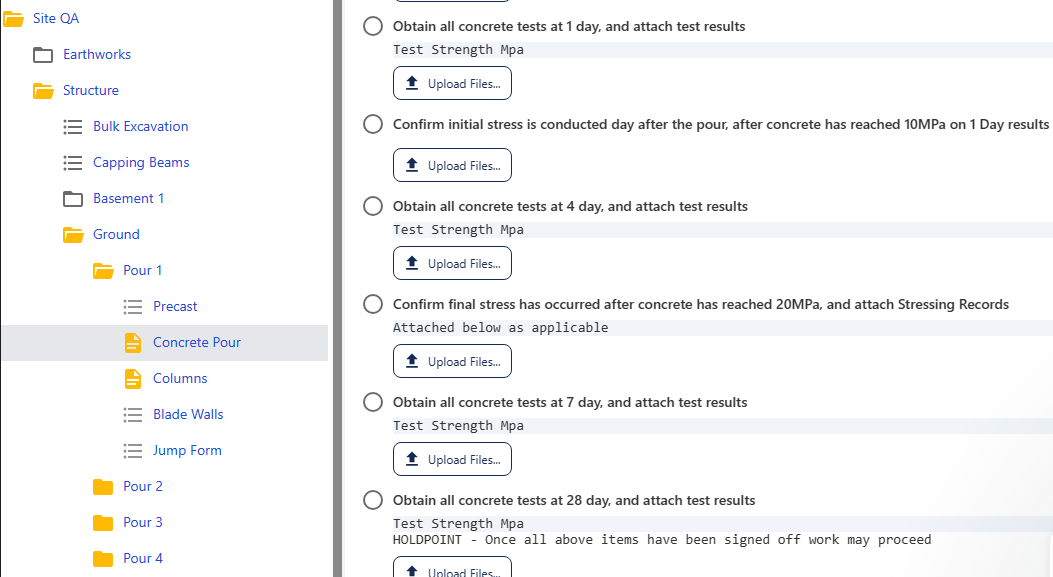 Site QA
Earthworks
Structure
Bulk Excavation
Capping Beams
Basement 1
Ground
Pour 1
Precast
Concrete Pour
Columns
Blade Walls
Jump Form
Pour 2
Pour 3
Pour 4
Obtain all concrete tests at 1 day, and attach test results
Test Strength Mpa
Upload Files...
Confirm initial stress is conducted day after the pour, after concrete has reached 10MPa on 1 Day results
Upload Files...
Obtain all concrete tests at 4 day, and attach test results
Test Strength Mpa
Upload Files...
Confirm final stress has occurred after concrete has reached 20MPa, and attach Stressing Records
Attached below as applicable
Upload Files...
Obtain all concrete tests at 7 day, and attach test results
Test Strength Mpa
Upload Files...
Obtain all concrete tests at 28 day, and attach test results
Test Strength Mpa
HOLDPOINT - Once all above items have been signed off work may proceed
Upload Files...